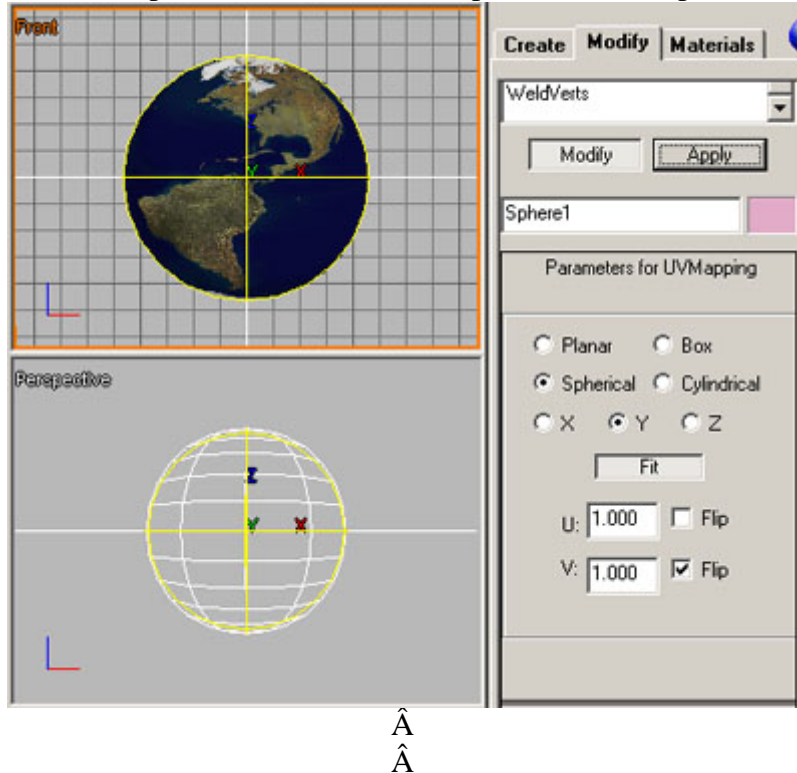 Front
Create Modify Materials
WeldVerts
Modify Apply
Y X
Sphere1
Parameters for UVMapping
Planar Box
Perspective
Spherical Cylindrical
X Y Z
Fit
Z
U: 1.000 Flip
Y X
V: 1.000 Flip
Â
Â